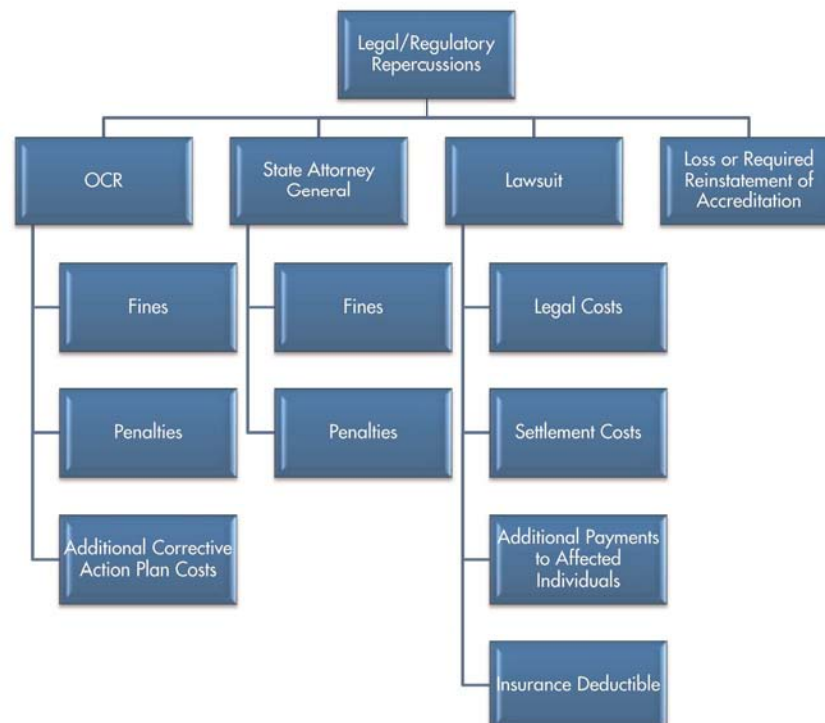 Legal/Regulatory
Repercussions
OCR
State Attorney
General
Lawsuit
Loss or Required
Reinstatement of
Accreditation
Fines
Fines
Legal Costs
Penalties
Penalties
Settlement Costs
Additional Corrective
Action Plan Costs
Additional Payments
to Affected
Individuals
Insurance Deductible